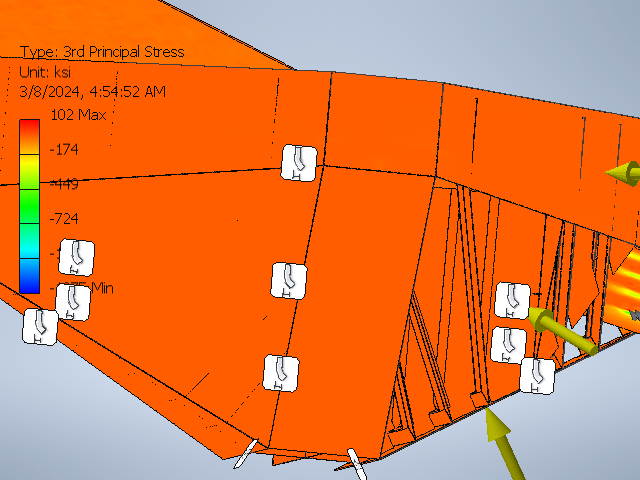 Type: 3rd Principal Stress
Unit: ksi
3/8/2024, 4:54:52 AM
102 Max
-174
-449
-724
Min